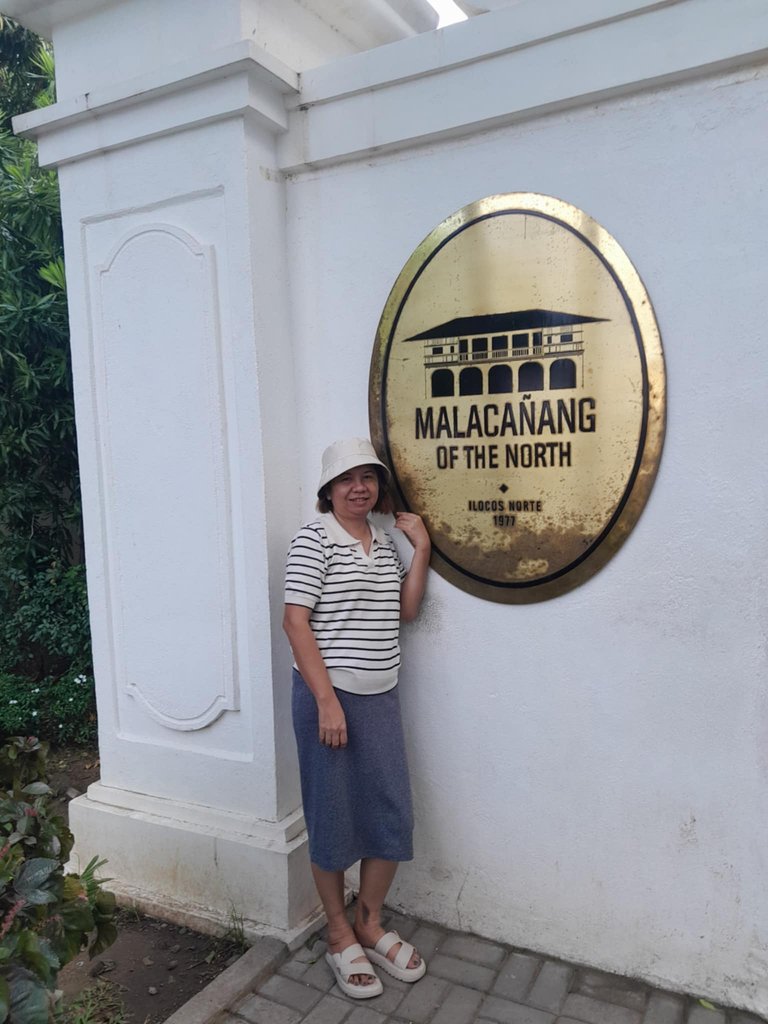 MALACAÑANG
OF THE NORTH
ILOCOS NORTE
1977